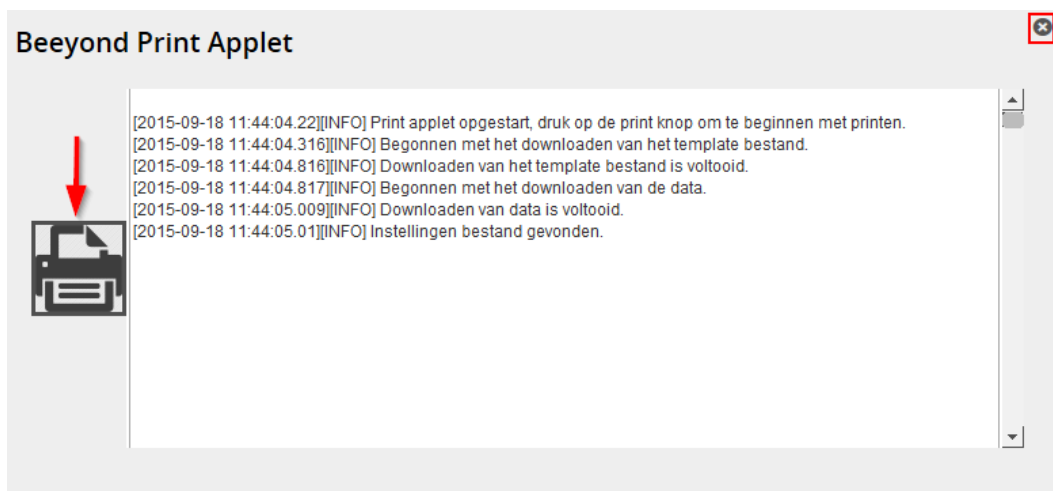 Beeyond Print Applet
[2015-09-18 11:44:04.22][INFO] Print applet opgestart, druk op de print knop om te beginnen met printen.
[2015-09-18 11:44:04.316][INFO] Begonnen met het downloaden van het template bestand.
[2015-09-18 11:44:04.816][INFO] Downloaden van het template bestand is voltooid.
[2015-09-18 11:44:04.817][INFO] Begonnen met het downloaden van de data.
[2015-09-18 11:44:05.009][INFO] Downloaden van data is voltooid.
[2015-09-18 11:44:05.01][INFO] Instellingen bestand gevonden.